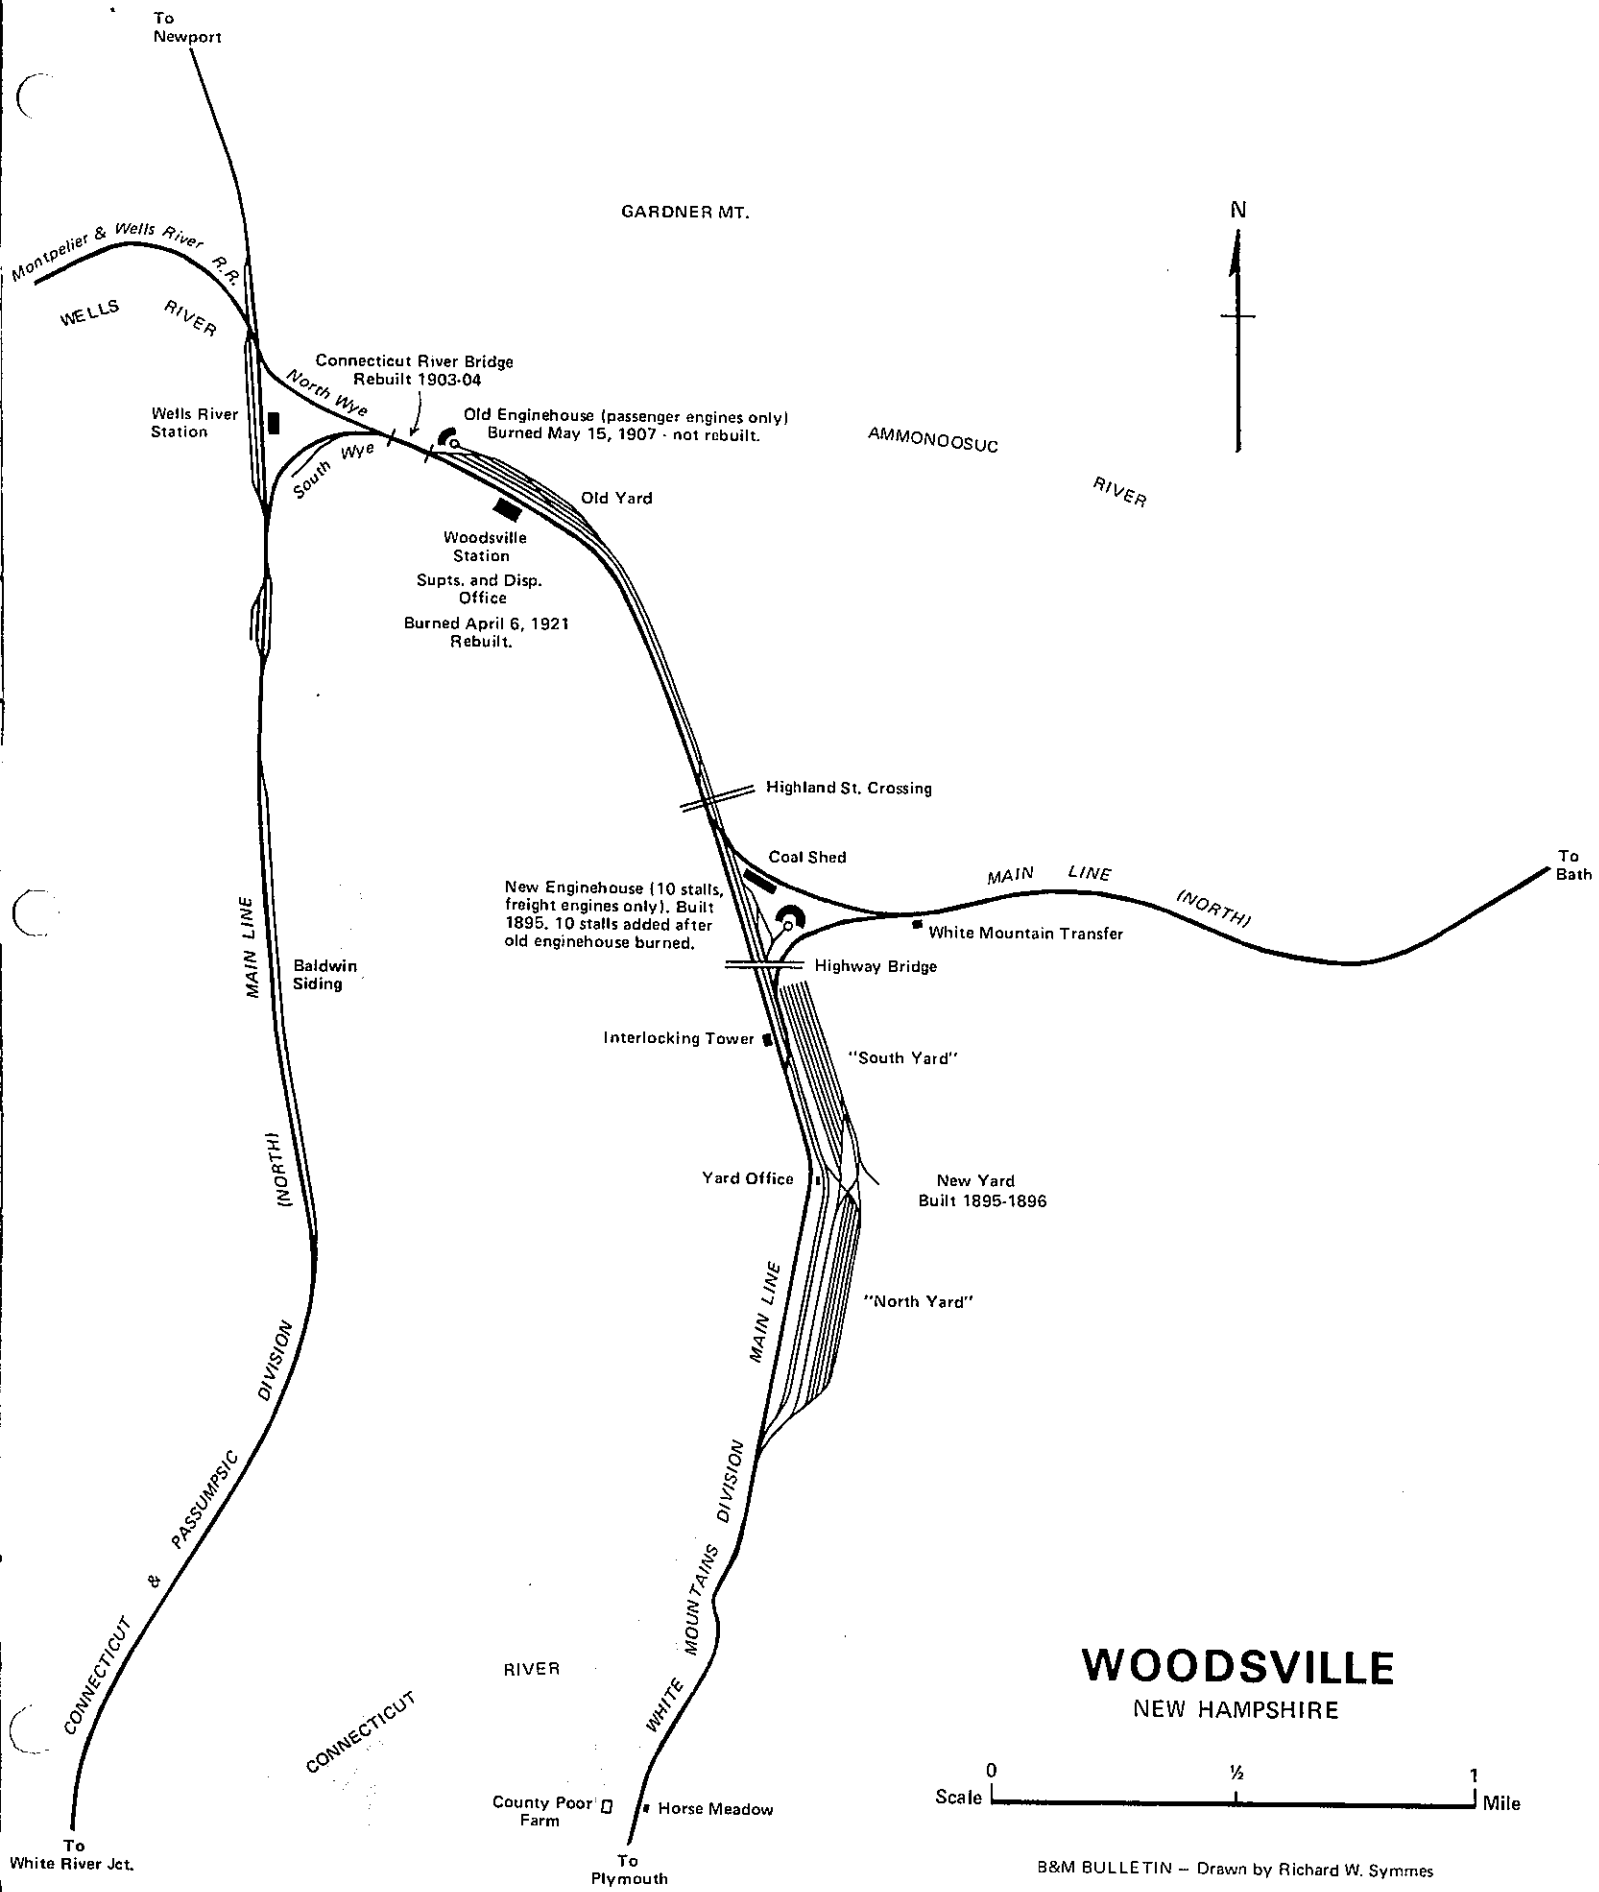 To
Newport
GARDNER MT.
N
Montpelier & Wells River R.R.
WELLS RIVER
Connecticut River Bridge
Rebuilt 1903-04
North Wye
Wells River
Station
Old Enginehouse (passenger engines only)
Burned May 15, 1907 - not rebuilt.
AMMONOOSUC
RIVER
South Wye
Old Yard
Woodsville
Station
Supts. and Disp.
Office
Burned April 6, 1921
Rebuilt.
Highland St. Crossing
Coal Shed
To
Bath
MAIN LINE (NORTH)
New Enginehouse (10 stalls,
freight engines only). Built
1895. 10 stalls added after
old enginehouse burned.
White Mountain Transfer
Highway Bridge
MAIN LINE (NORTH)
Baldwin
Siding
Interlocking Tower
"South Yard"
Yard Office
New Yard
Built 1895-1896
"North Yard"
MAIN LINE
CONNECTICUT & PASSUMPSIC DIVISION
WHITE MOUNTAINS DIVISION
RIVER
CONNECTICUT
WOODSVILLE
NEW HAMPSHIRE
0 ½ 1
Scale Mile
County Poor
Farm
Horse Meadow
To
White River Jct.
To
Plymouth
B&M BULLETIN – Drawn by Richard W. Symmes